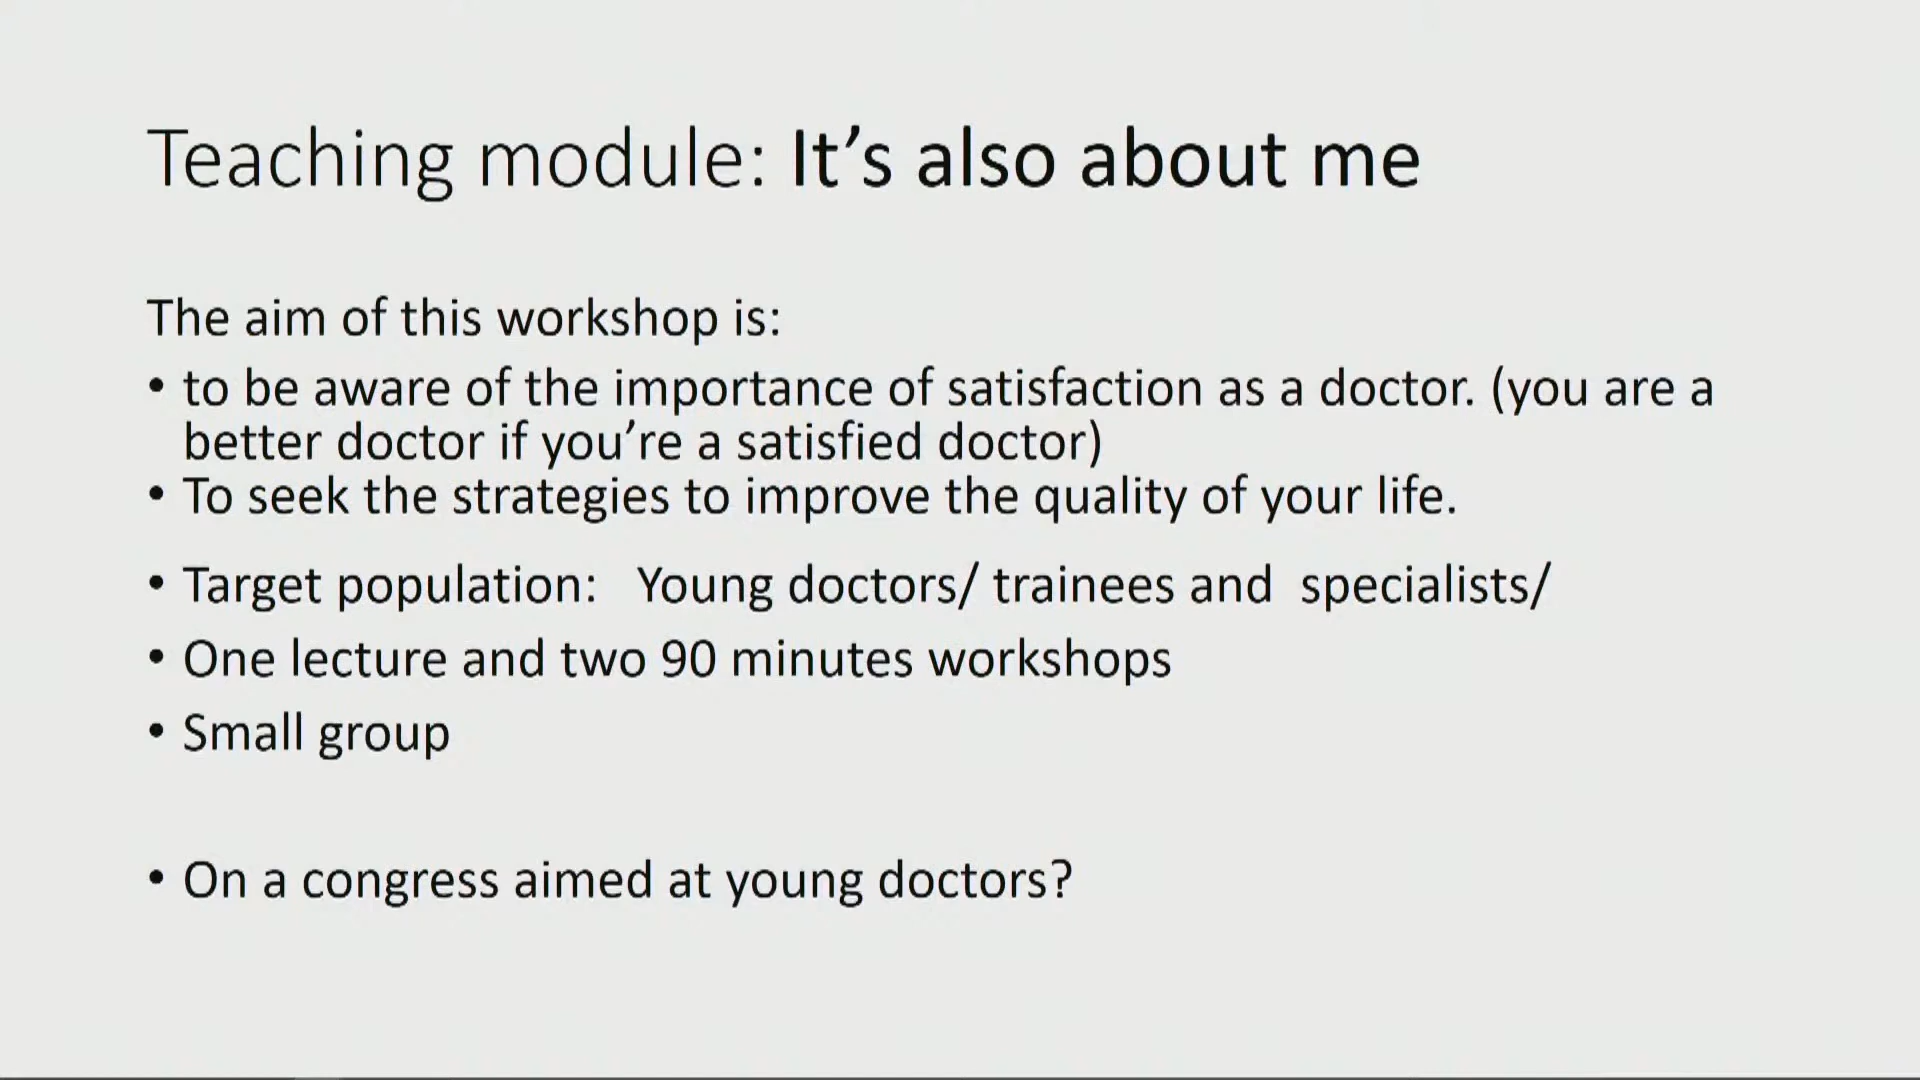 Teaching module: It’s also about me
The aim of this workshop is:
• to be aware of the importance of satisfaction as a doctor. (you are a
better doctor if you’re a satisfied doctor)
• To seek the strategies to improve the quality of your life.
• Target population: Young doctors/ trainees and specialists/
• One lecture and two 90 minutes workshops
• Small group
• On a congress aimed at young doctors?